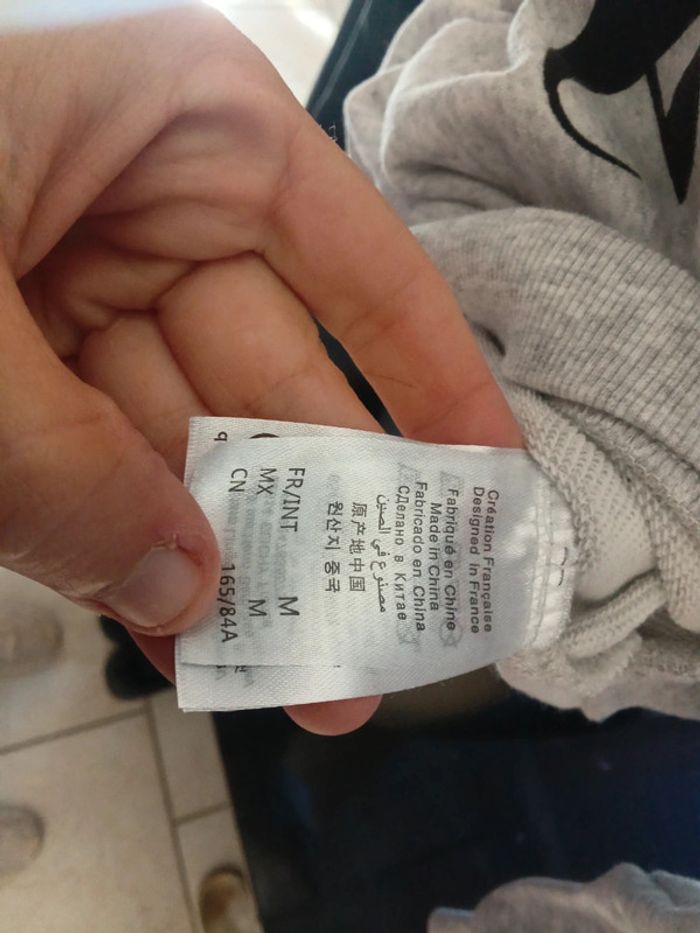 Création Française
Designed in France
Fabriqué en Chine
Made in China
Fabricado en China
Сделано в Китае
مصنوع في الصين
原产地中国
원산지 중국
FR/INT M
MX M
CN 165/84A